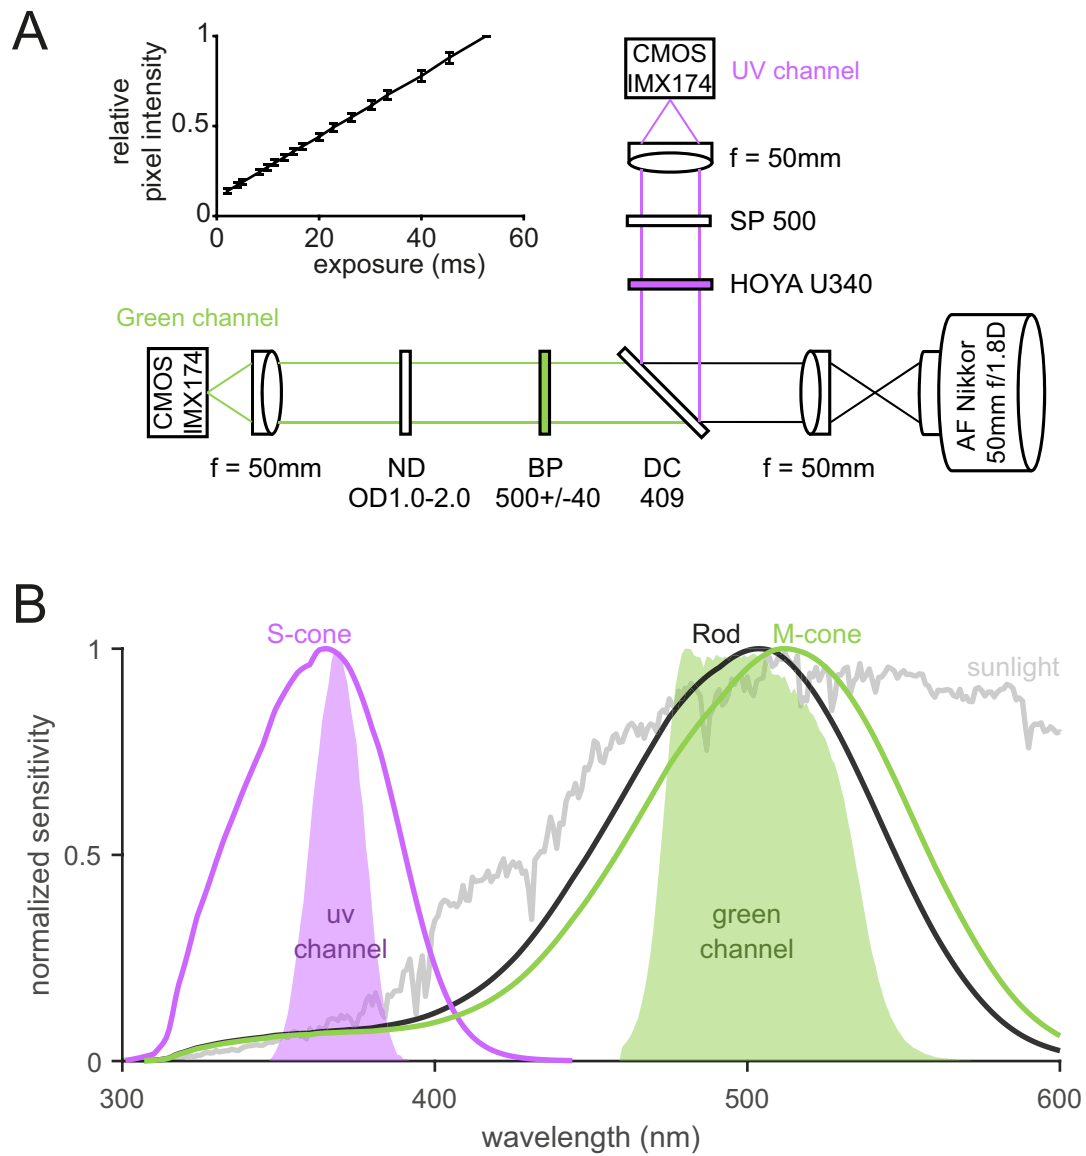 A
1
0.5
0
relative
pixel intensity
0
20
40
60
exposure (ms)
CMOS
IMX174
UV channel
f = 50mm
SP 500
HOYA U340
Green channel
CMOS
IMX174
AF Nikkor
50mm f/1.8D
f = 50mm
ND
OD1.0-2.0
BP
500+/-40
DC
409
f = 50mm
B
S-cone
Rod
M-cone
sunlight
1
0.5
0
normalized sensitivity
uv
channel
green
channel
300
400
500
600
wavelength (nm)